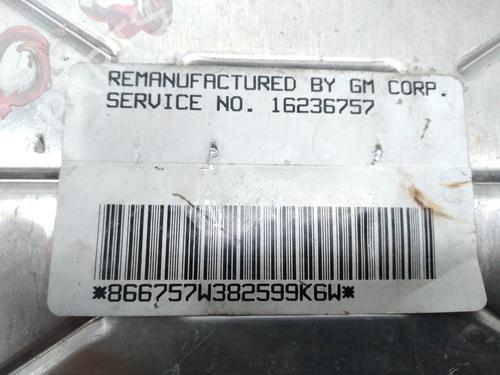 REMANUFACTURED BY GM CORP.
SERVICE NO. 16236757
*866757W382599K6W*